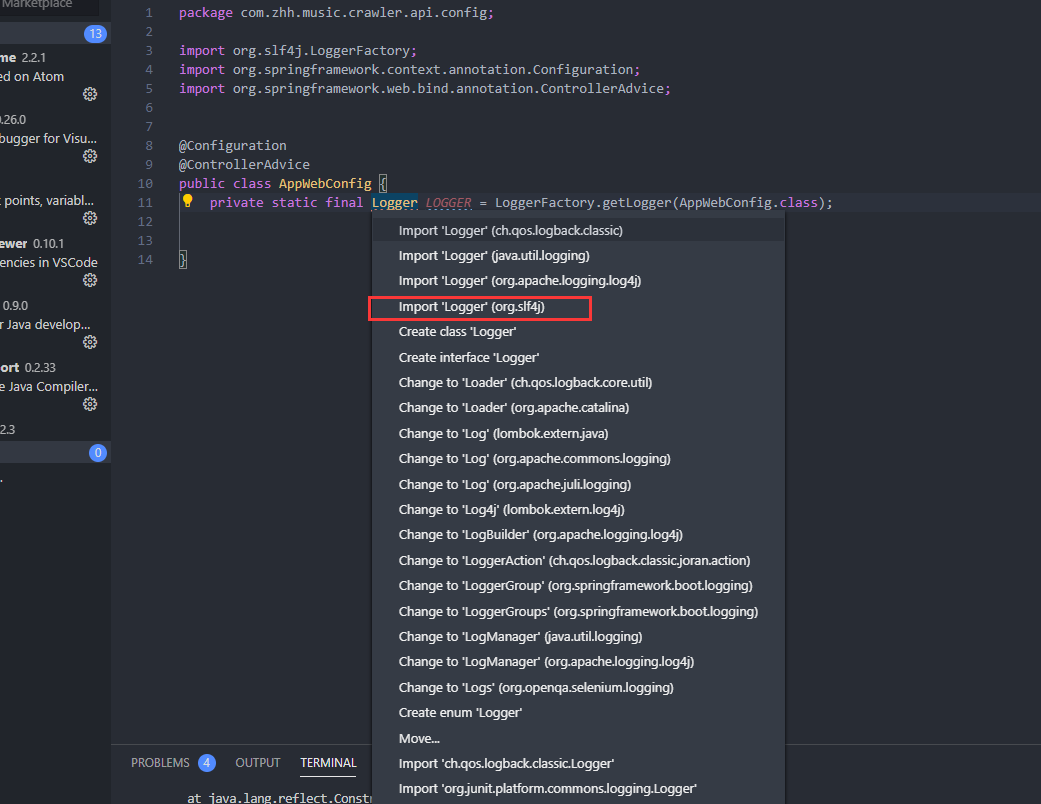 Marketplace
13
me 2.2.1
ed on Atom
0.26.0
bugger for Visu...
t points, variabl...
ewer 0.10.1
encies in VSCode
0.9.0
r Java develop...
ort 0.2.33
e Java Compiler...
2.3
0
1 package com.zhh.music.crawler.api.config;
2
3 import org.slf4j.LoggerFactory;
4 import org.springframework.context.annotation.Configuration;
5 import org.springframework.web.bind.annotation.ControllerAdvice;
6
7
8 @Configuration
9 @ControllerAdvice
10 public class AppWebConfig {
11 private static final Logger LOGGER = LoggerFactory.getLogger(AppWebConfig.class);
12
13
14 }
Import 'Logger' (ch.qos.logback.classic)
Import 'Logger' (java.util.logging)
Import 'Logger' (org.apache.logging.log4j)
Import 'Logger' (org.slf4j)
Create class 'Logger'
Create interface 'Logger'
Change to 'Loader' (ch.qos.logback.core.util)
Change to 'Loader' (org.apache.catalina)
Change to 'Log' (lombok.extern.java)
Change to 'Log' (org.apache.commons.logging)
Change to 'Log' (org.apache.juli.logging)
Change to 'Log4j' (lombok.extern.log4j)
Change to 'LogBuilder' (org.apache.logging.log4j)
Change to 'LoggerAction' (ch.qos.logback.classic.joran.action)
Change to 'LoggerGroup' (org.springframework.boot.logging)
Change to 'LoggerGroups' (org.springframework.boot.logging)
Change to 'LogManager' (java.util.logging)
Change to 'LogManager' (org.apache.logging.log4j)
Change to 'Logs' (org.openqa.selenium.logging)
Create enum 'Logger'
Move...
Import 'ch.qos.logback.classic.Logger'
Import 'org.junit.platform.commons.logging.Logger'
PROBLEMS 4 OUTPUT TERMINAL
at java.lang.reflect.Constr